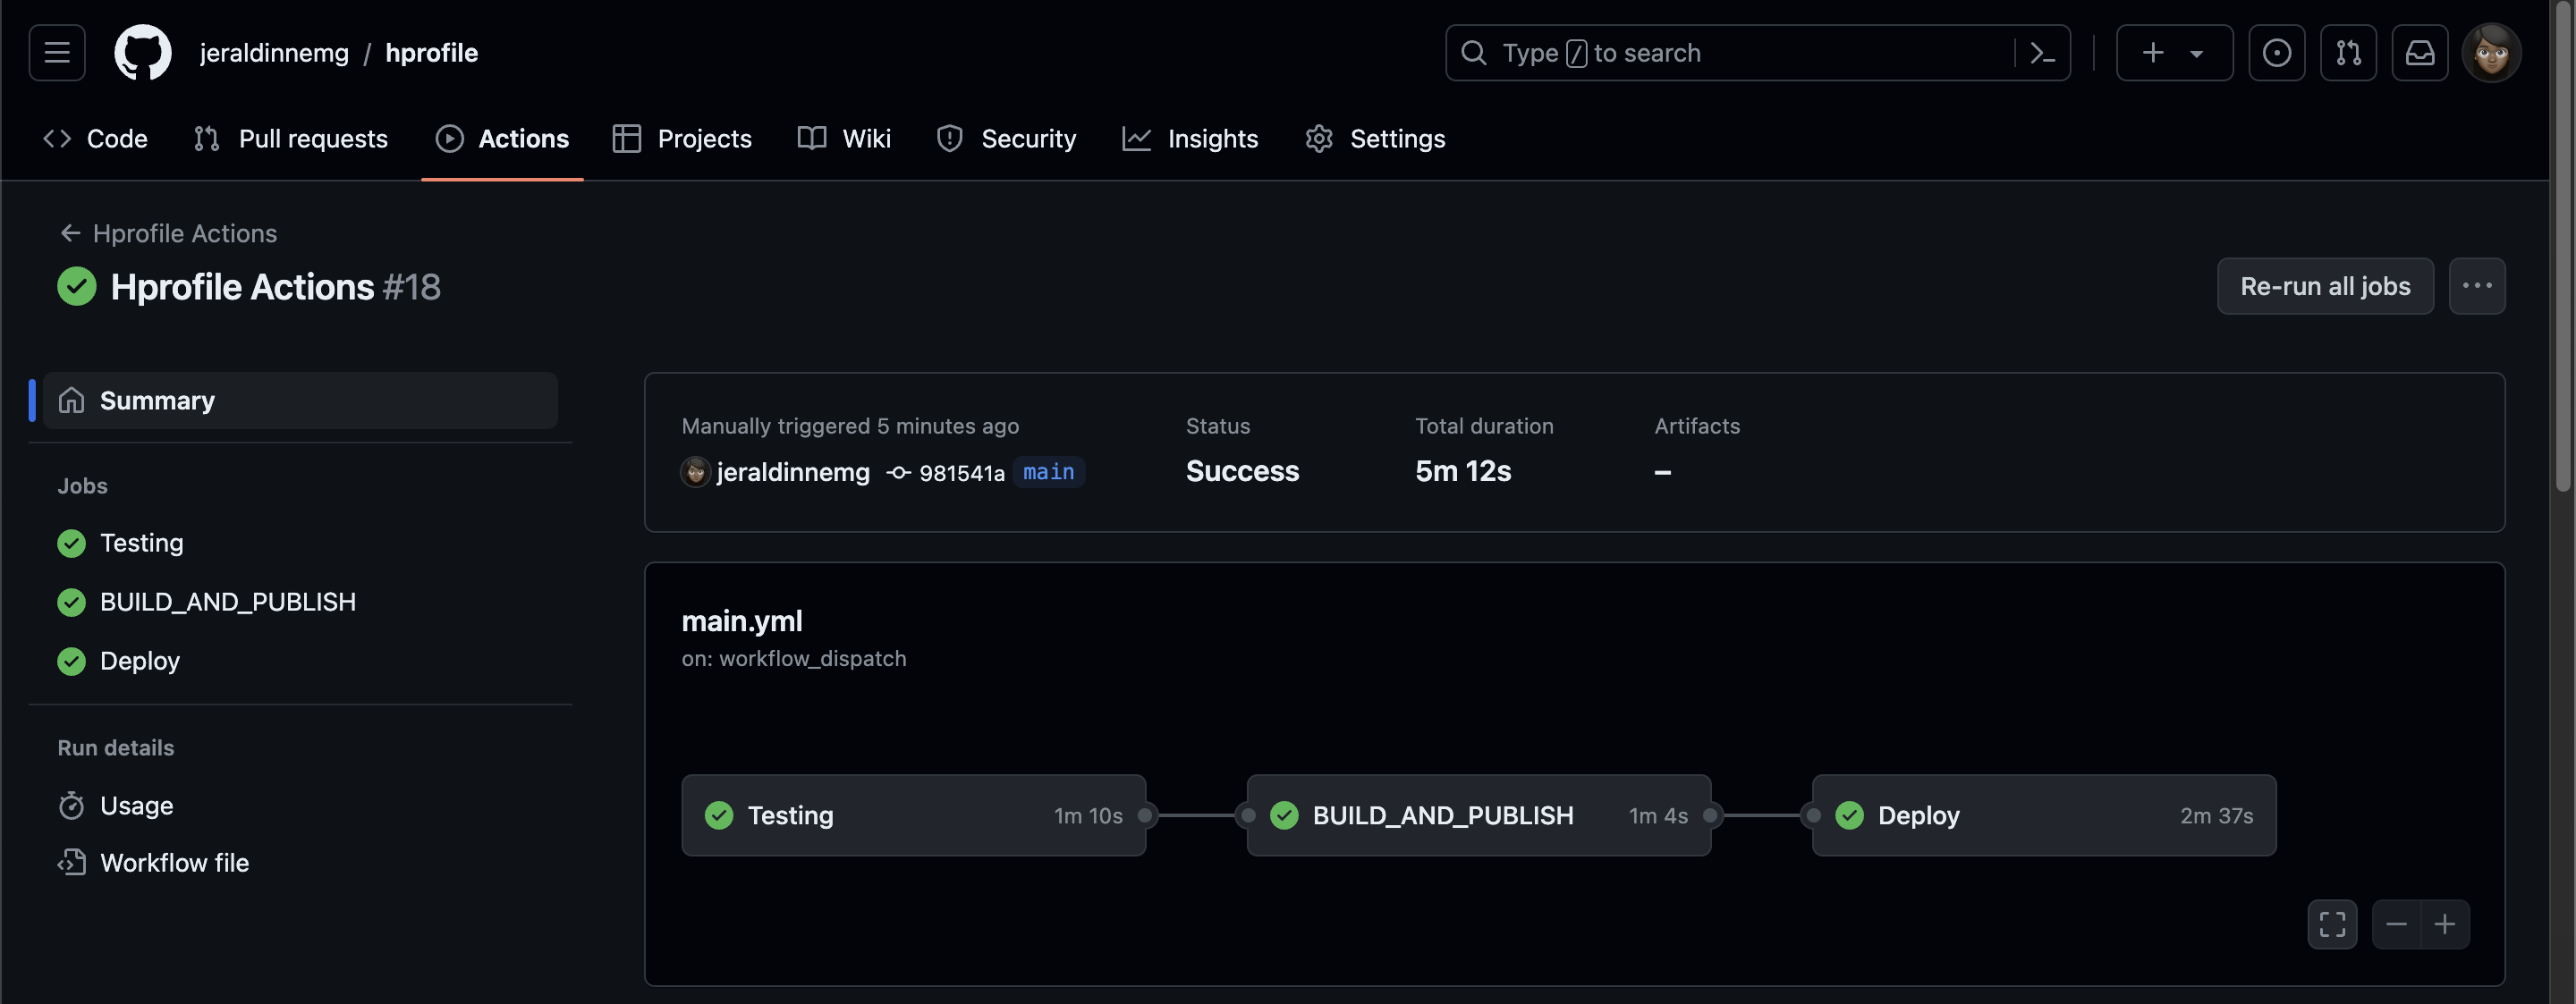 jeraldinnemg / hprofile
Type / to search
Code Pull requests Actions Projects Wiki Security Insights Settings
Hprofile Actions
Hprofile Actions #18
Re-run all jobs
Summary
Jobs
Testing
BUILD_AND_PUBLISH
Deploy
Run details
Usage
Workflow file
Manually triggered 5 minutes ago
jeraldinnemg 981541a main
Status
Success
Total duration
5m 12s
Artifacts
–
main.yml
on: workflow_dispatch
Testing 1m 10s
BUILD_AND_PUBLISH 1m 4s
Deploy 2m 37s